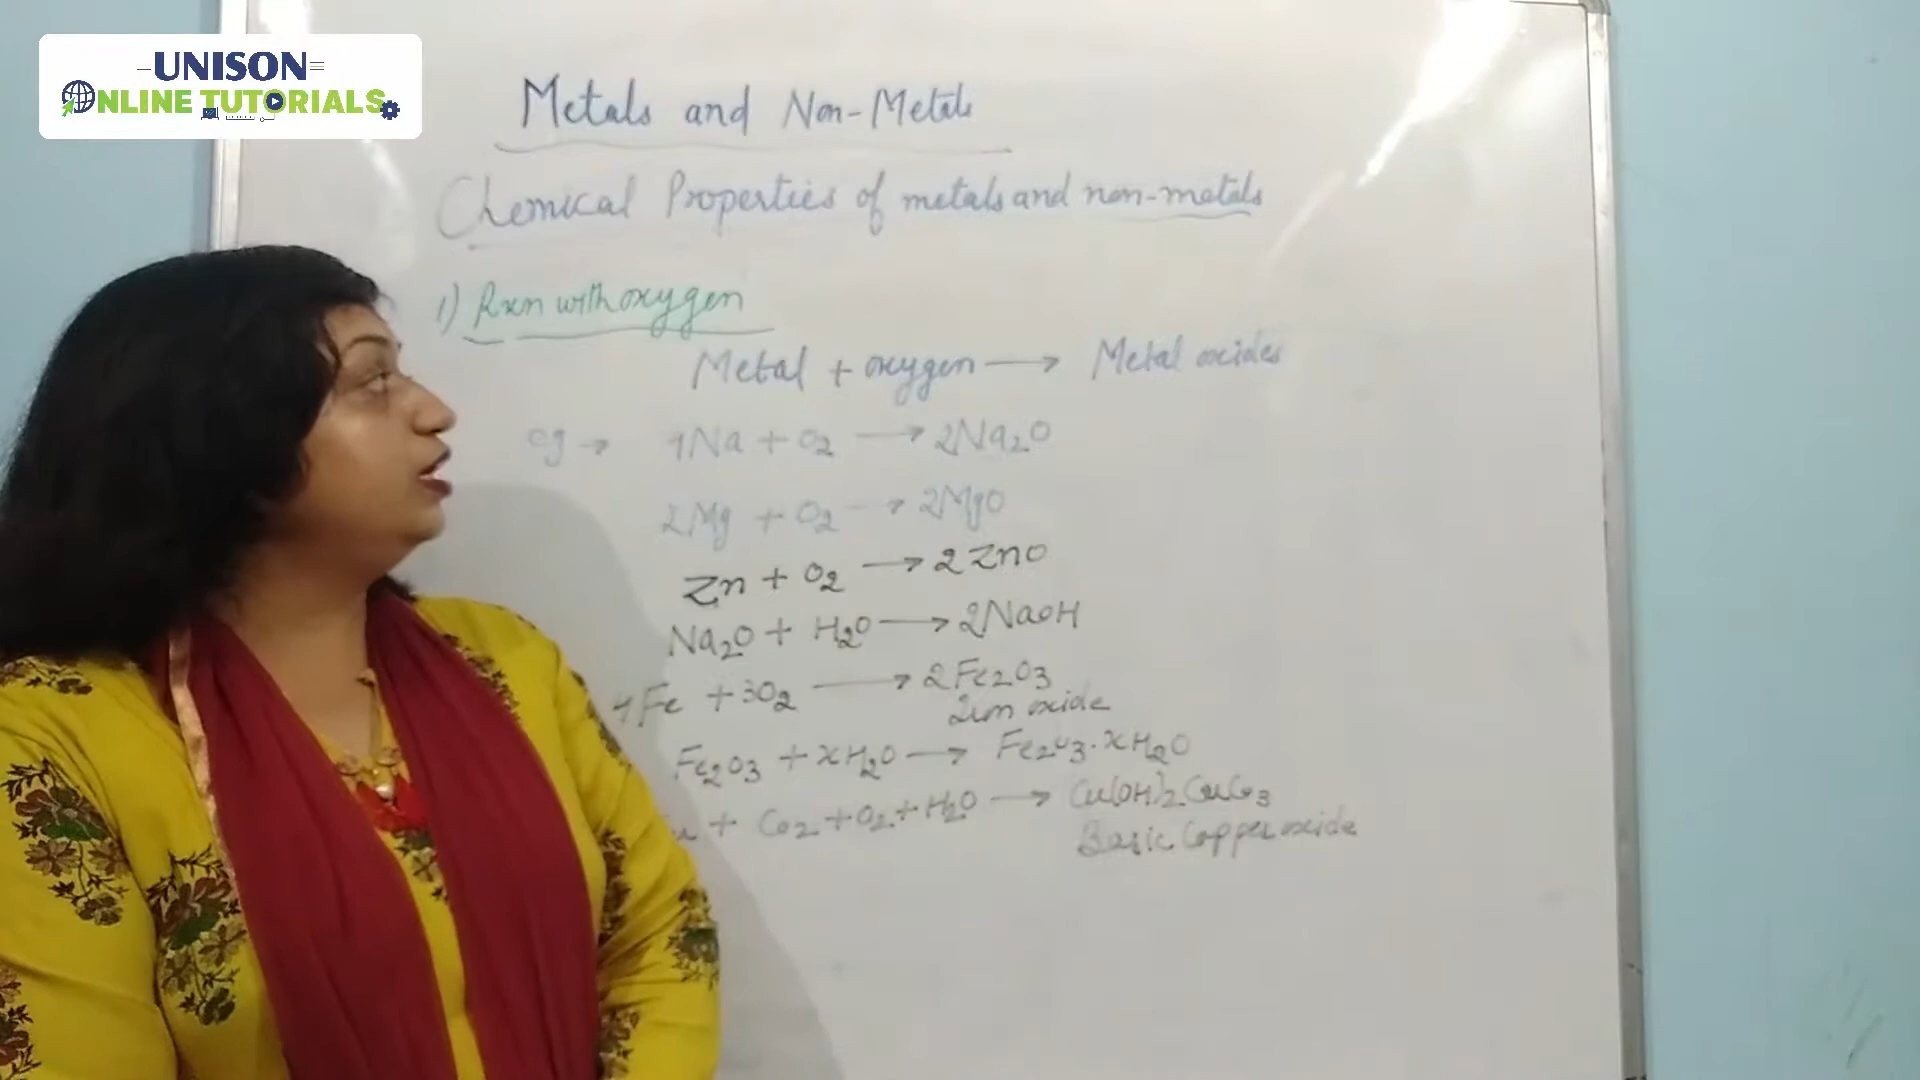 UNISON
ONLINE TUTORIALS
Metals and Non-Metals
Chemical Properties of metals and non-metals
1) Rxn with oxygen
Metal + oxygen → Metal oxides
eg → 4Na + O2 → 2Na2O
2Mg + O2 → 2MgO
Zn + O2 → 2ZnO
Na2O + H2O → 2NaOH
4Fe + 3O2 → 2Fe2O3
Iron oxide
Fe2O3 + xH2O → Fe2O3.xH2O
+ CO2 + O2 + H2O → Cu(OH)2CuCO3
Basic Copper oxide